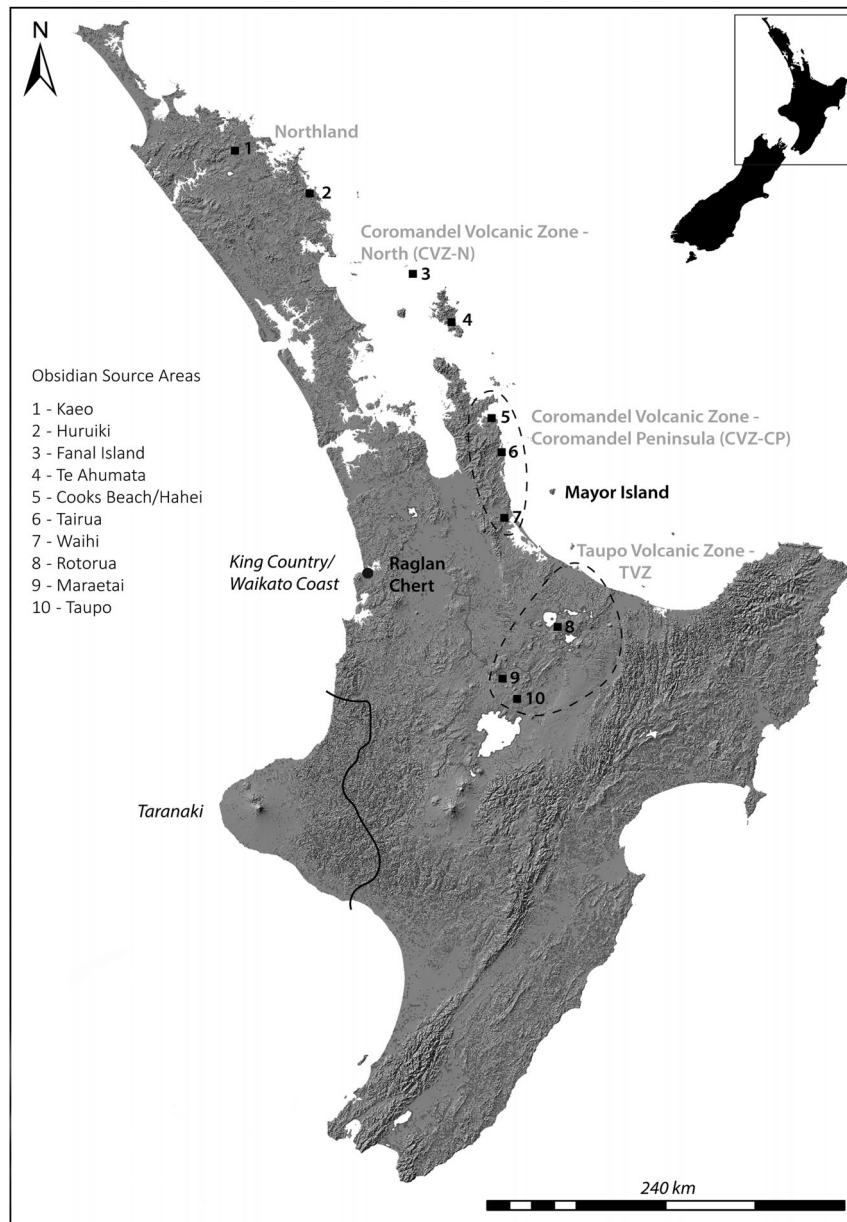 N
Northland
1
2
Coromandel Volcanic Zone -
North (CVZ-N)
3
4
Obsidian Source Areas
1 - Kaeo
2 - Huruiki
3 - Fanal Island
4 - Te Ahumata
5 - Cooks Beach/Hahei
6 - Tairua
7 - Waihi
8 - Rotorua
9 - Maraetai
10 - Taupo
5
Coromandel Volcanic Zone -
Coromandel Peninsula (CVZ-CP)
6
Mayor Island
7
Taupo Volcanic Zone -
TVZ
King Country/
Waikato Coast
Raglan
Chert
8
9
10
Taranaki
240 km